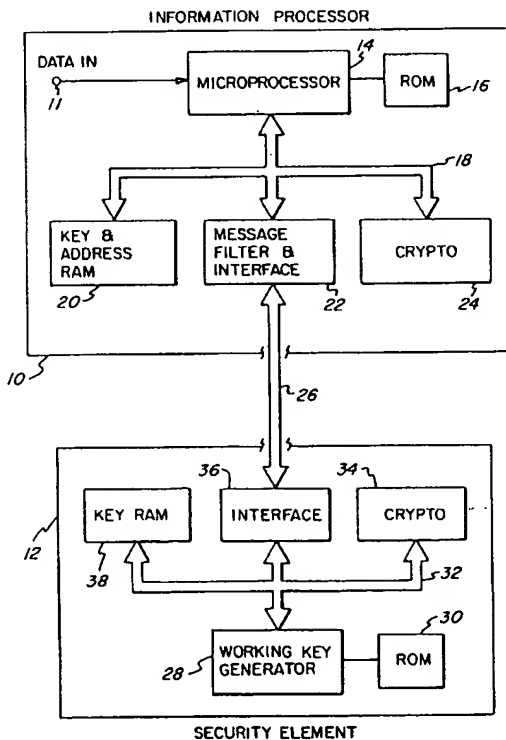 INFORMATION PROCESSOR
DATA IN
11
14
MICROPROCESSOR
ROM
16
18
KEY &
ADDRESS
RAM
20
MESSAGE
FILTER &
INTERFACE
22
CRYPTO
24
10
26
12
36
34
KEY RAM
38
INTERFACE
CRYPTO
32
30
WORKING KEY
GENERATOR
28
ROM
SECURITY ELEMENT